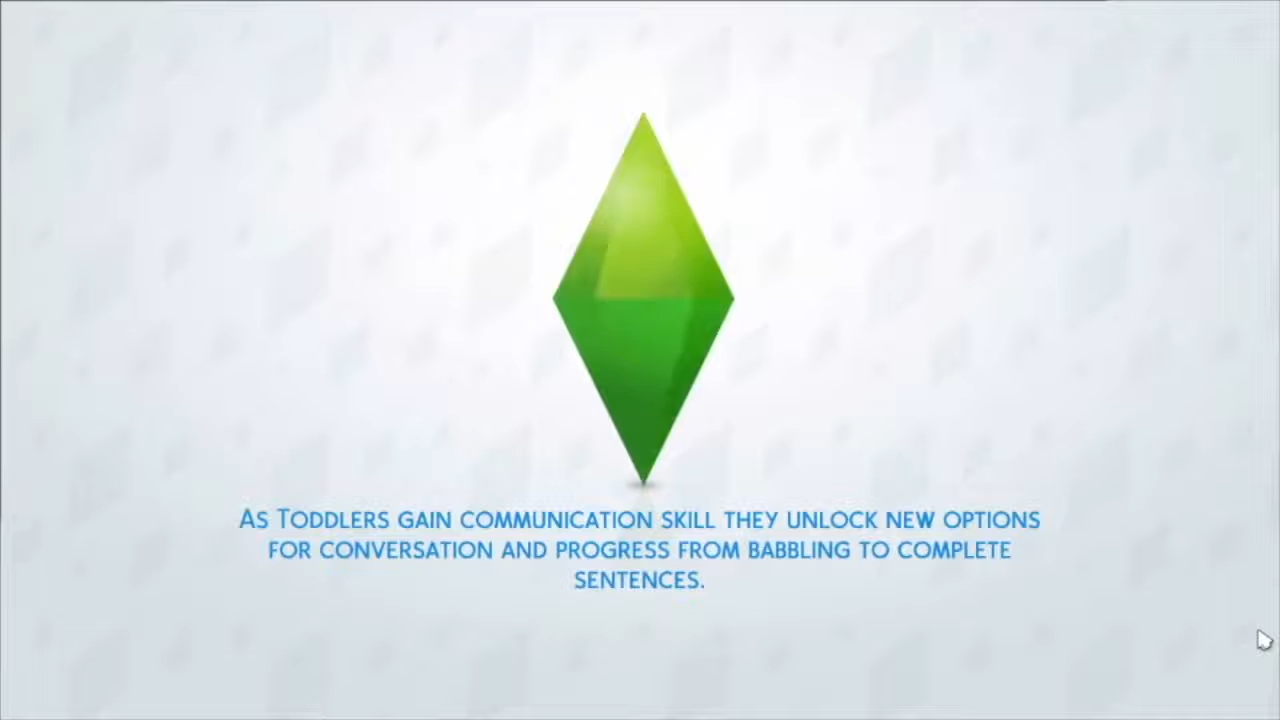 As Toddlers gain communication skill they unlock new options
for conversation and progress from babbling to complete
sentences.